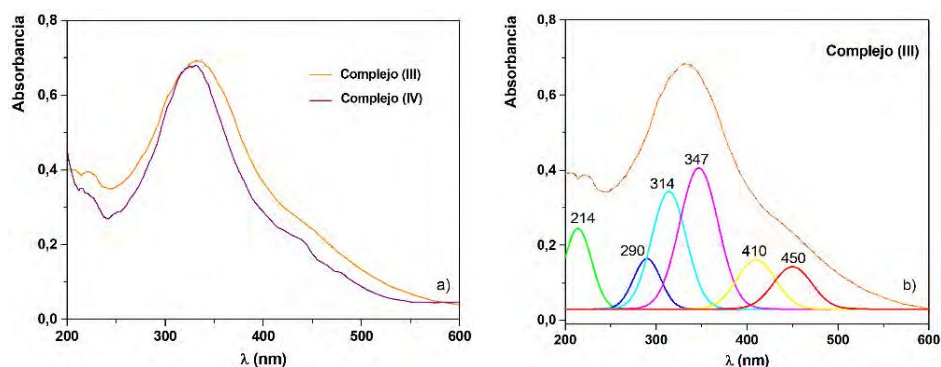 Absorbancia
0,8
0,6
0,4
0,2
0,0
Complejo (III)
Complejo (IV)
a)
200
300
400
500
600
λ (nm)
Absorbancia
0,8
0,6
0,4
0,2
0,0
Complejo (III)
214
290
314
347
410
450
b)
200
300
400
500
600
λ (nm)